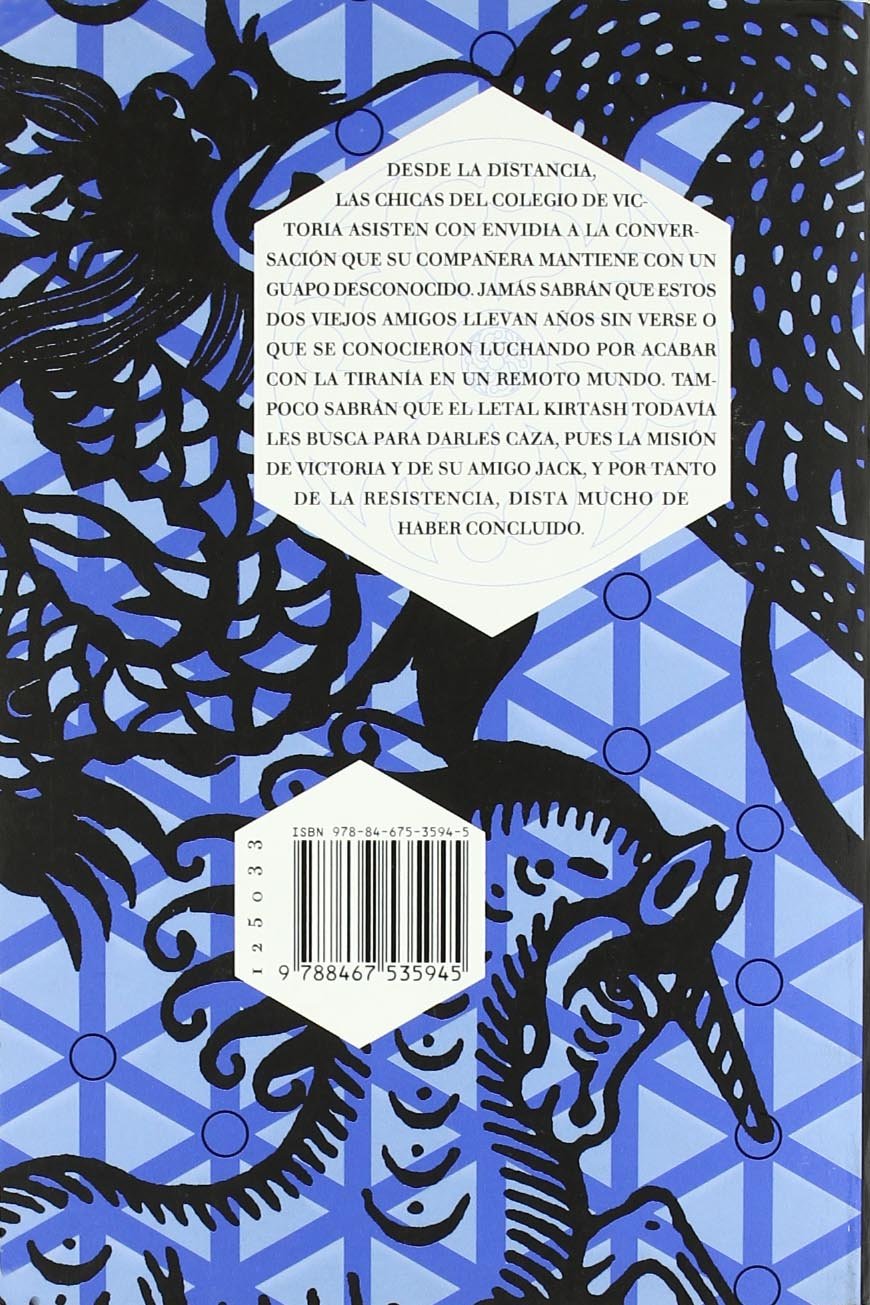 DESDE LA DISTANCIA,
LAS CHICAS DEL COLEGIO DE VIC-
TORIA ASISTEN CON ENVIDIA A LA CONVER-
SACIÓN QUE SU COMPAÑERA MANTIENE CON UN
GUAPO DESCONOCIDO. JAMÁS SABRÁN QUE ESTOS
DOS VIEJOS AMIGOS LLEVAN AÑOS SIN VERSE O
QUE SE CONOCIERON LUCHANDO POR ACABAR
CON LA TIRANÍA EN UN REMOTO MUNDO. TAM-
POCO SABRÁN QUE EL LETAL KIRTASH TODAVÍA
LES BUSCA PARA DARLES CAZA, PUES LA MISIÓN
DE VICTORIA Y DE SU AMIGO JACK, Y POR TANTO
DE LA RESISTENCIA, DISTA MUCHO DE
HABER CONCLUIDO.
ISBN 978-84-675-3594-5
125033
9 788467 535945